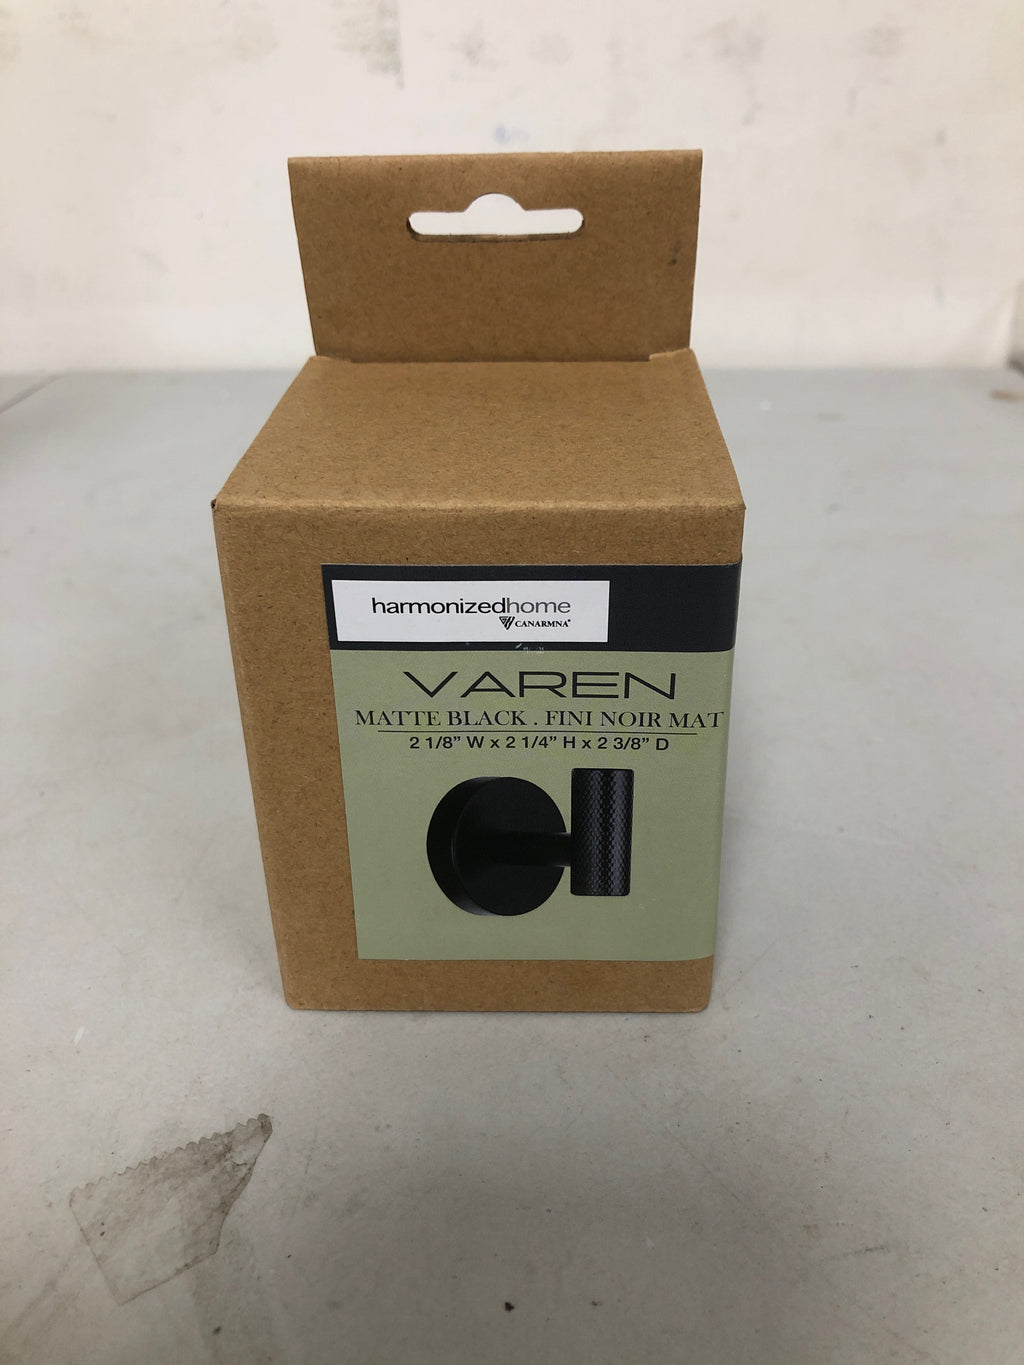 harmonizedhome
CANARMNA®
VAREN
MATTE BLACK . FINI NOIR MAT
2 1/8" W x 2 1/4" H x 2 3/8" D